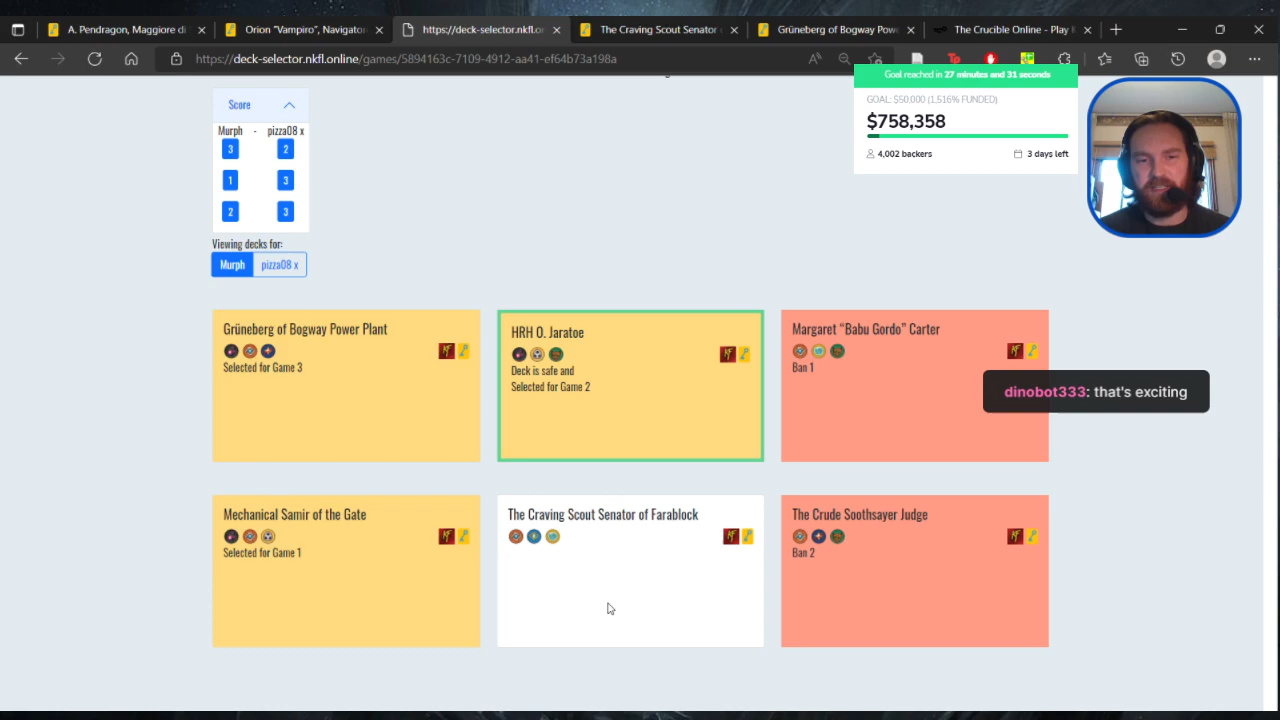 A. Pendragon, Maggiore di
Orion "Vampiro", Navigator
https://deck-selector.nkfl.on
The Craving Scout Senator
Grüneberg of Bogway Pow
The Crucible Online - Play
https://deck-selector.nkfl.online/games/5894163c-7109-4912-aa41-ef64b73a198a
Goal reached in 27 minutes and 31 seconds
GOAL: $50,000 (1,516% FUNDED)
$758,358
4,002 backers
3 days left
Score
Murph - pizza08 x
3 2
1 3
2 3
Viewing decks for:
Murph pizza08 x
Grüneberg of Bogway Power Plant
Selected for Game 3
HRH O. Jaratoe
Deck is safe and
Selected for Game 2
Margaret “Babu Gordo” Carter
Ban 1
dinobot333: that's exciting
Mechanical Samir of the Gate
Selected for Game 1
The Craving Scout Senator of Farablock
The Crude Soothsayer Judge
Ban 2